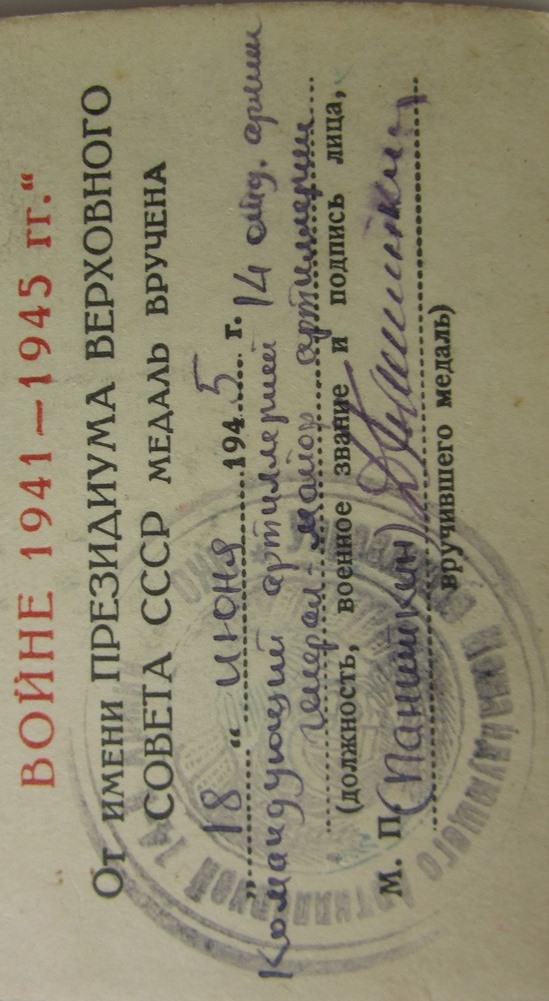 ВОЙНЕ 1941—1945 гг.“
От имени ПРЕЗИДИУМА ВЕРХОВНОГО
СОВЕТА СССР МЕДАЛЬ ВРУЧЕНА
„18“ июня 1945 г.
Командующий артиллерией 14 отд. армии
генерал-майор артиллерии
(должность, военное звание и подпись лица,
М. П. (Панишкин)
вручившего медаль)